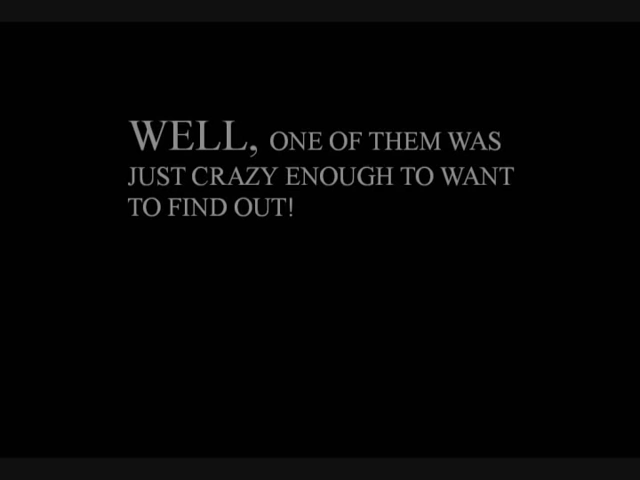 WELL, ONE OF THEM WAS
JUST CRAZY ENOUGH TO WANT
TO FIND OUT!